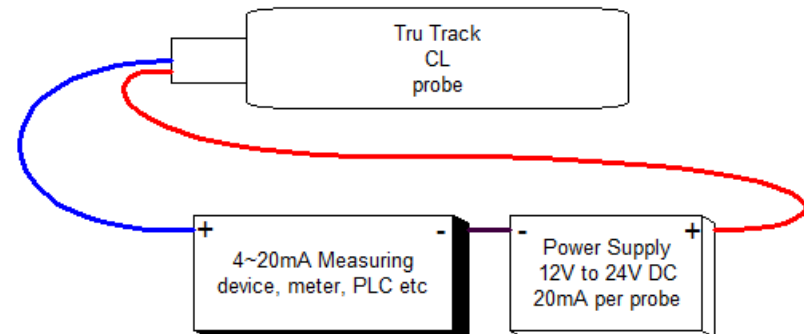 Tru Track
CL
probe
+ - - +
4~20mA Measuring
device, meter, PLC etc
Power Supply
12V to 24V DC
20mA per probe